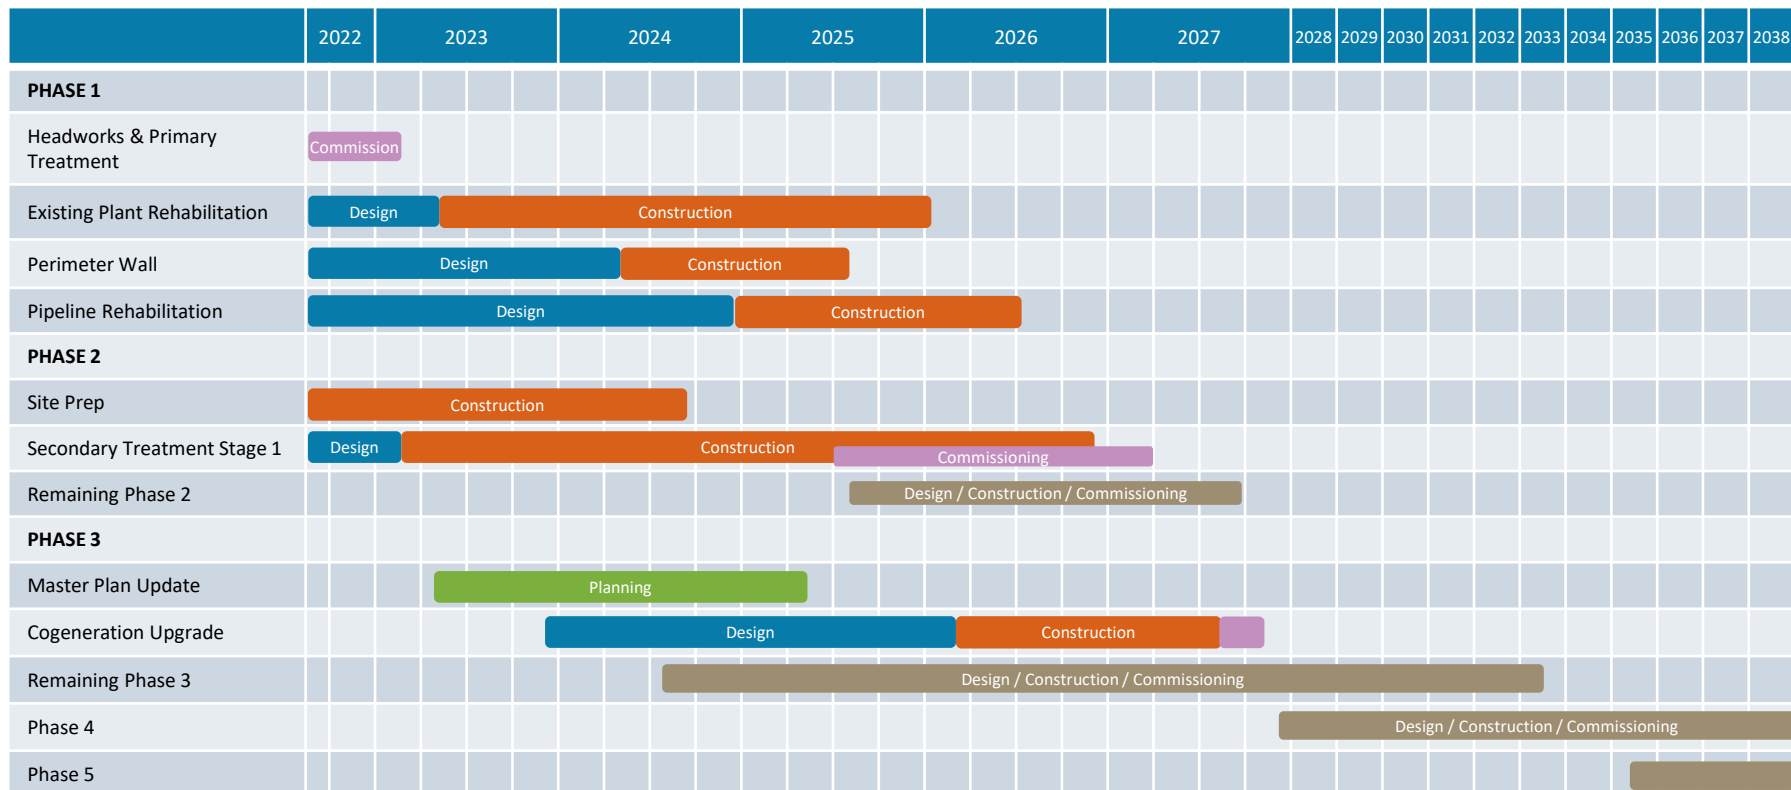 2022 2023 2024 2025 2026 2027 2028 2029 2030 2031 2032 2033 2034 2035 2036 2037 2038
PHASE 1
Headworks & Primary
Treatment
Commission
Existing Plant Rehabilitation Design Construction
Perimeter Wall Design Construction
Pipeline Rehabilitation Design Construction
PHASE 2
Site Prep Construction
Secondary Treatment Stage 1 Design Construction
Commissioning
Remaining Phase 2 Design / Construction / Commissioning
PHASE 3
Master Plan Update Planning
Cogeneration Upgrade Design Construction
Remaining Phase 3 Design / Construction / Commissioning
Phase 4 Design / Construction / Commissioning
Phase 5